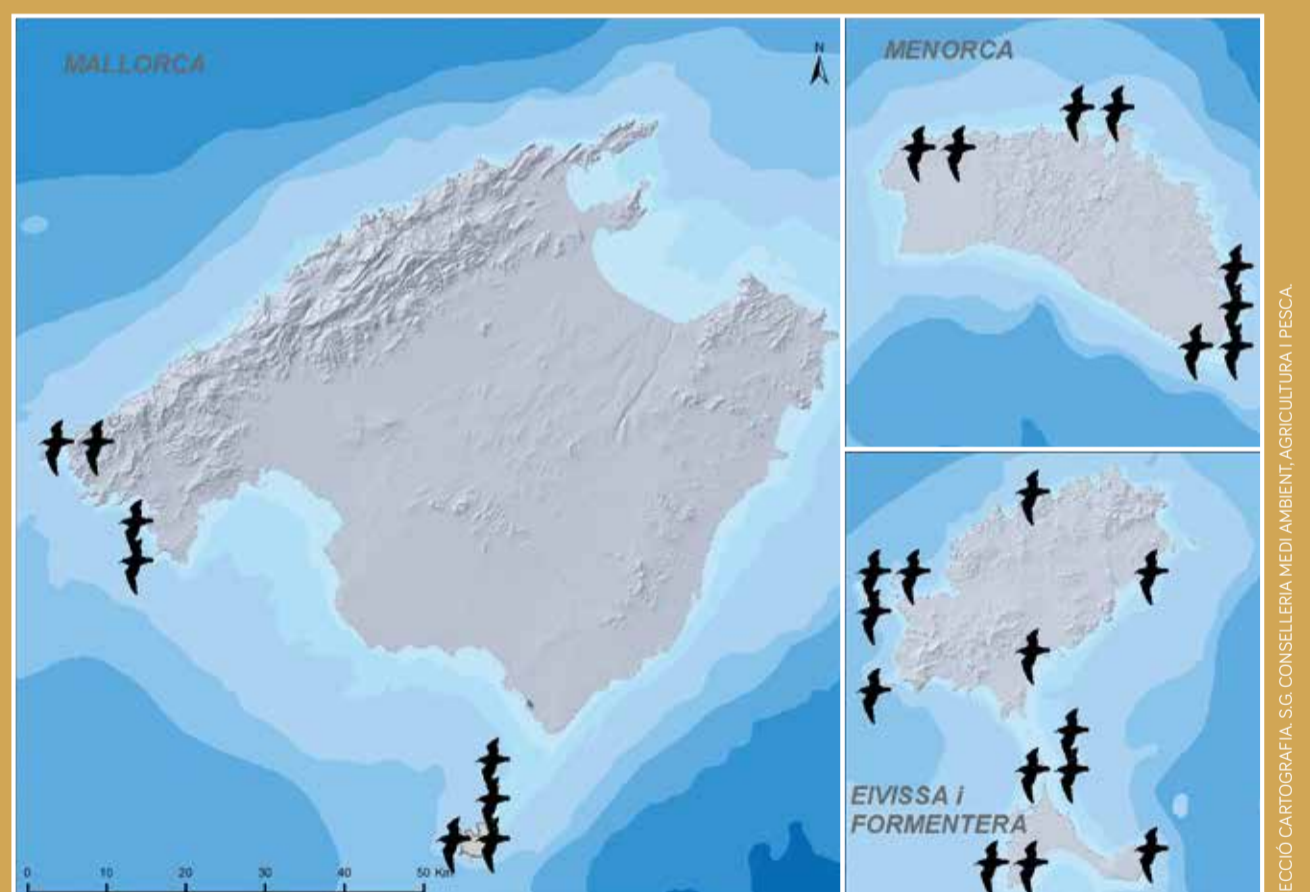 MALLORCA
N
MENORCA
EIVISSA i
FORMENTERA
0 10 20 30 40 50 Km
ECCIÓ CARTOGRAFIA. S.G. CONSELLERIA MEDI AMBIENT, AGRICULTURA I PESCA.